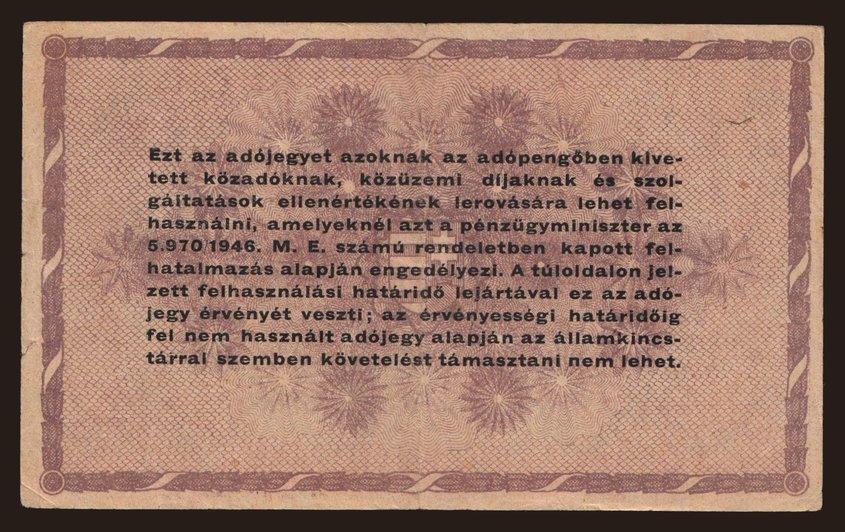 Ezt az adójegyet azoknak az adópengőben kive-
tett közadóknak, közüzemi díjaknak és szol-
gáltatások ellenértékének lerovására lehet fel-
használni, amelyeknél azt a pénzügyminiszter az
5.970/1946. M. E. számú rendeletben kapott fel-
hatalmazás alapján engedélyezi. A túloldalon jel-
zett felhasználási határidő lejártával ez az adó-
jegy érvényét veszti; az érvényességi határidőig
fel nem használt adójegy alapján az államkincs-
tárral szemben követelést támasztani nem lehet.